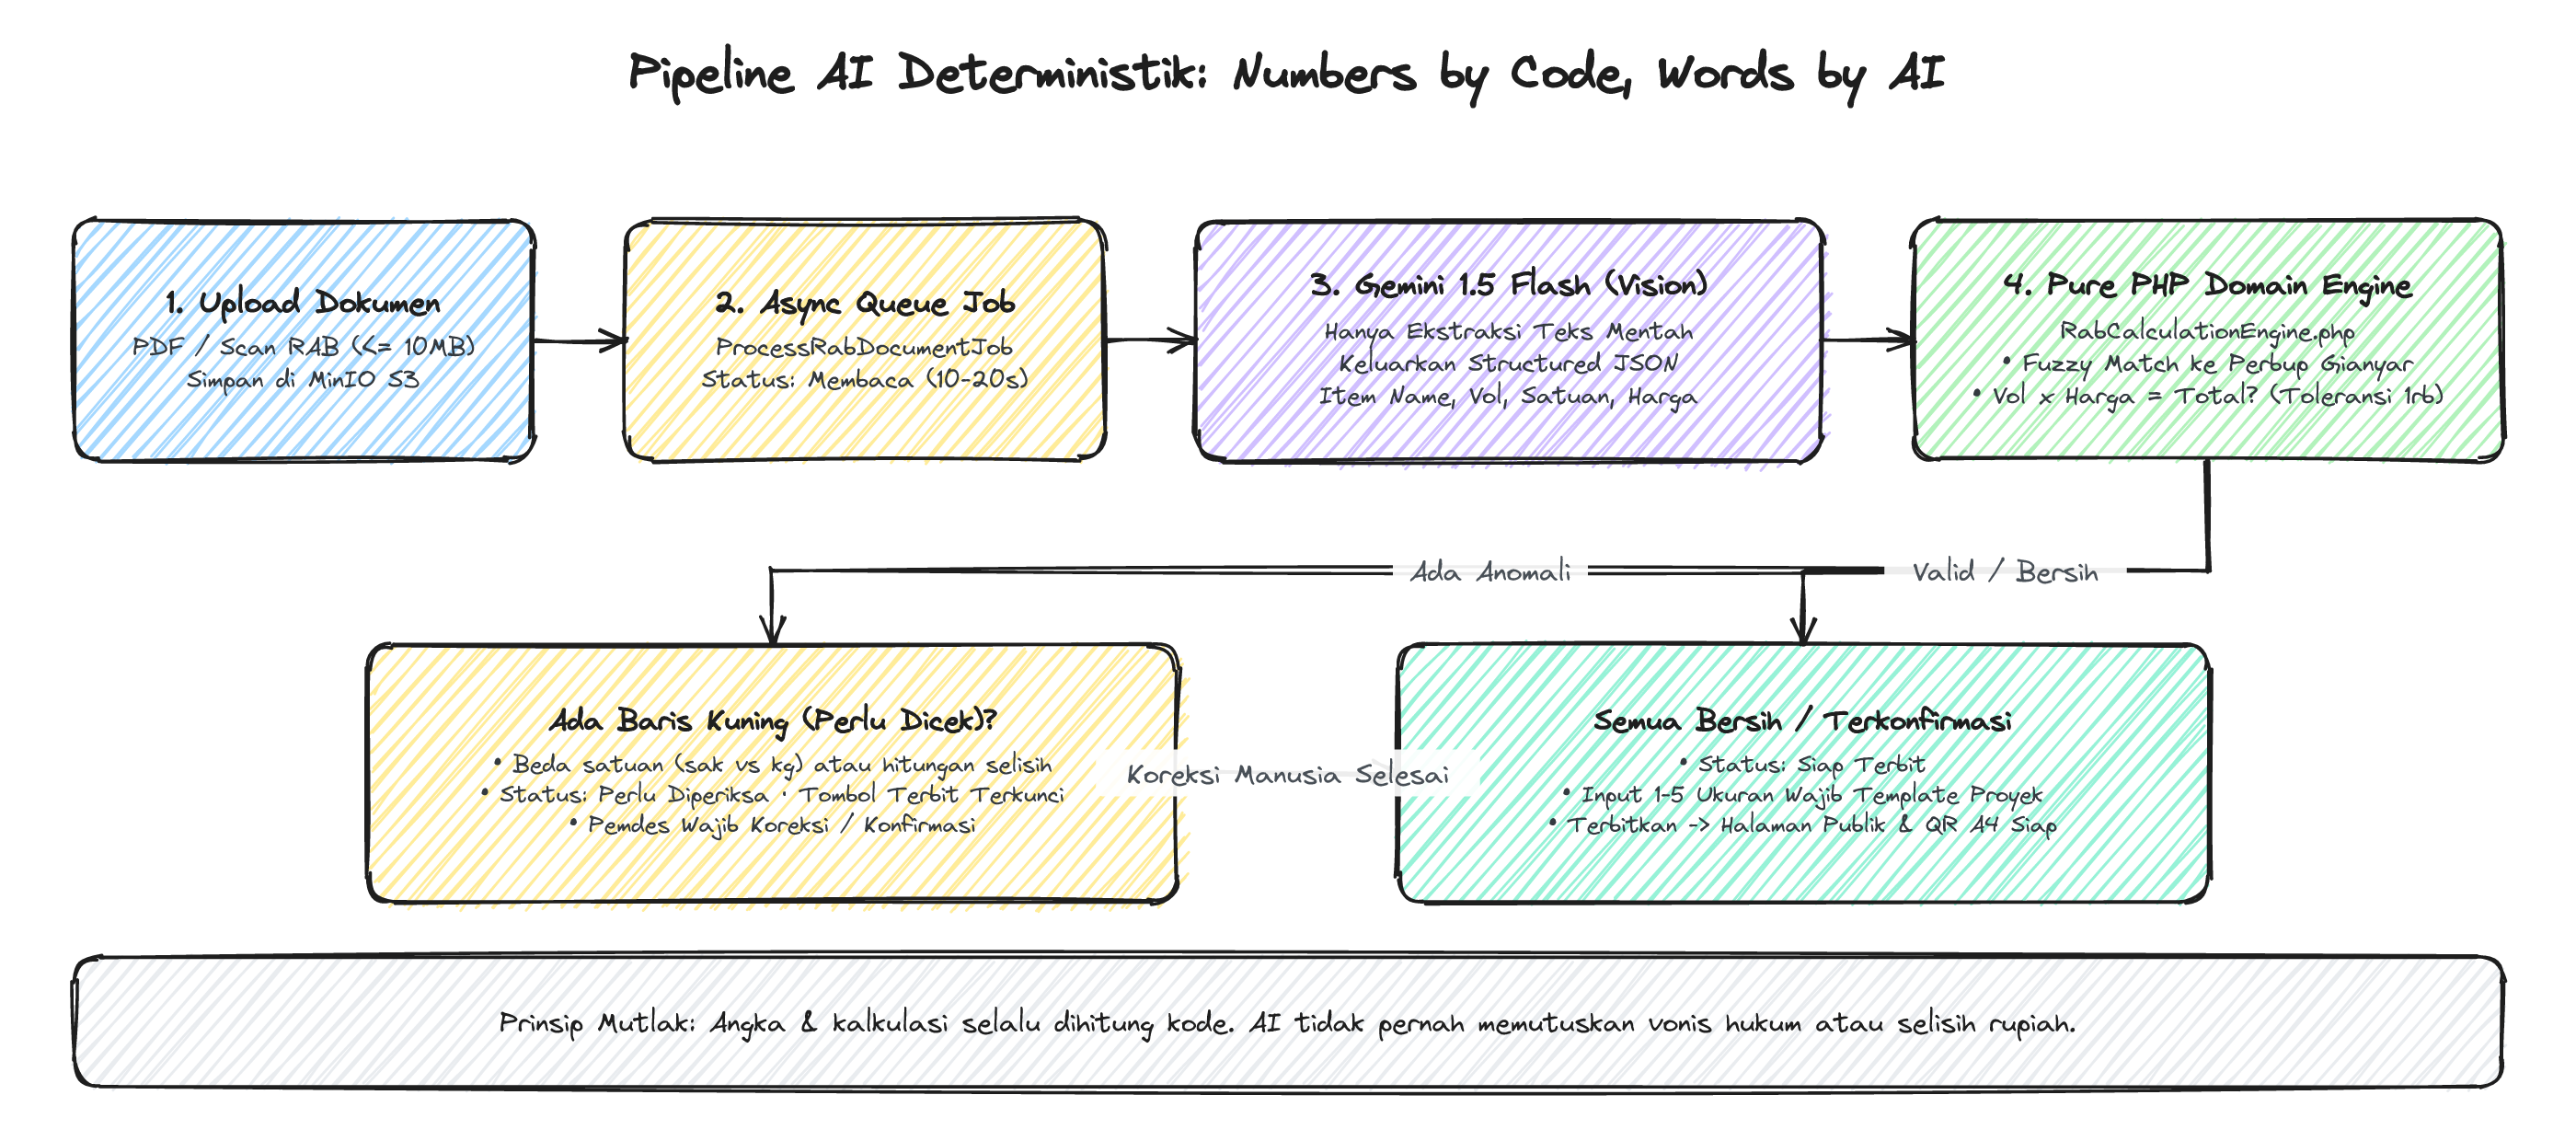 Pipeline AI Deterministik: Numbers by Code, Words by AI
1. Upload Dokumen
PDF / Scan RAB (<= 10MB)
Simpan di MinIO S3
2. Async Queue Job
ProcessRabDocumentJob
Status: Membaca (10-20s)
3. Gemini 1.5 Flash (Vision)
Hanya Ekstraksi Teks Mentah
Keluarkan Structured JSON
Item Name, Vol, Satuan, Harga
4. Pure PHP Domain Engine
RabCalculationEngine.php
• Fuzzy Match ke Perbup Gianyar
• Vol x Harga = Total? (Toleransi 1rb)
Ada Anomali
Valid / Bersih
Ada Baris Kuning (Perlu Dicek)?
• Beda satuan (sak vs kg) atau hitungan selisih
• Status: Perlu Diperiksa · Tombol Terbit Terkunci
• Pemdes Wajib Koreksi / Konfirmasi
Koreksi Manusia Selesai
Semua Bersih / Terkonfirmasi
• Status: Siap Terbit
• Input 1-5 Ukuran Wajib Template Proyek
• Terbitkan -> Halaman Publik & QR A4 Siap
Prinsip Mutlak: Angka & kalkulasi selalu dihitung kode. AI tidak pernah memutuskan vonis hukum atau selisih rupiah.